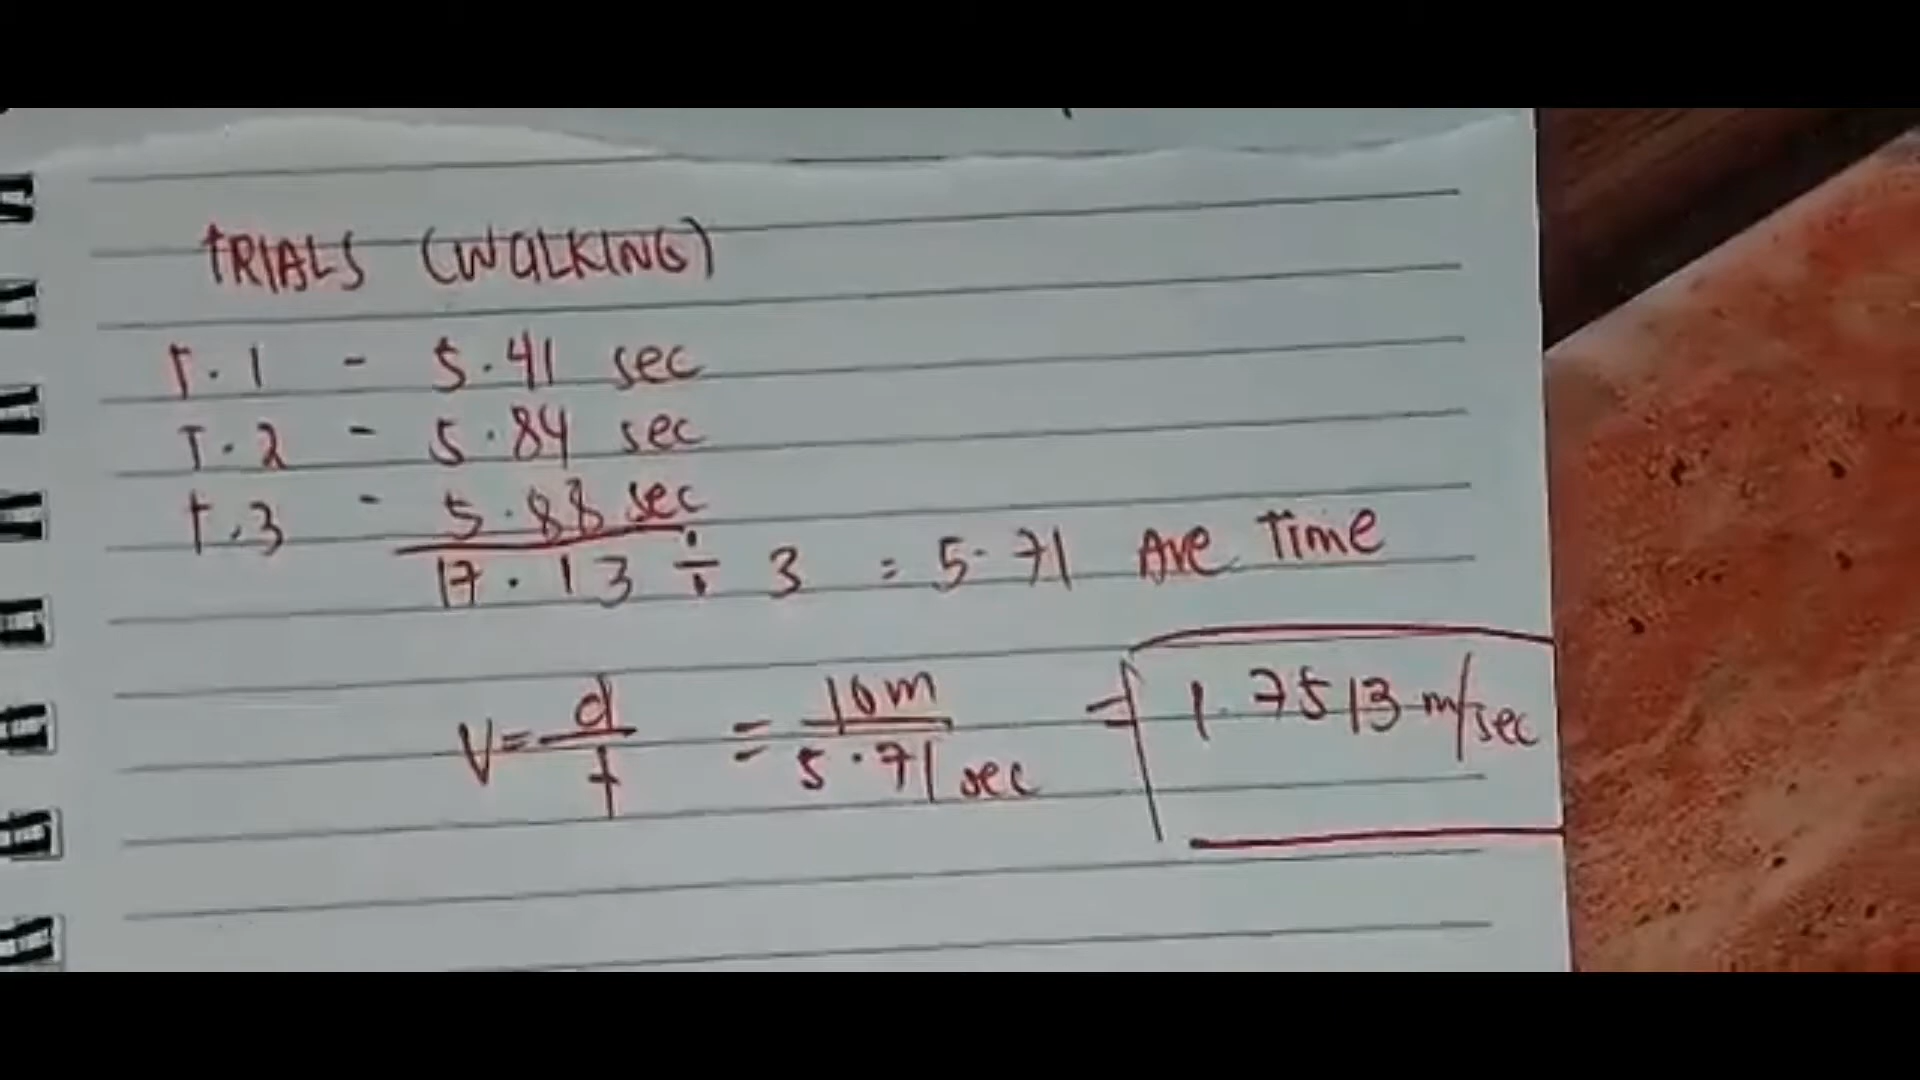 TRIALS (WALKING)
T.1 - 5.41 sec
T.2 - 5.84 sec
T.3 - 5.88 sec
17.13 ÷ 3 = 5.71 Ave Time
V = d/t = 10m/5.71 sec = 1.7513 m/sec